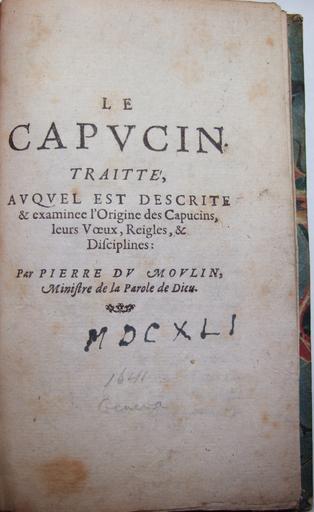 LE
CAPVCIN.
TRAITTE',
AVQVEL EST DESCRITE
& examinee l'Origine des Capucins,
leurs Vœux, Reigles, &
Disciplines:
Par PIERRE DV MOVLIN,
Ministre de la Parole de Dieu.
MDCXLI
1641
Geneva